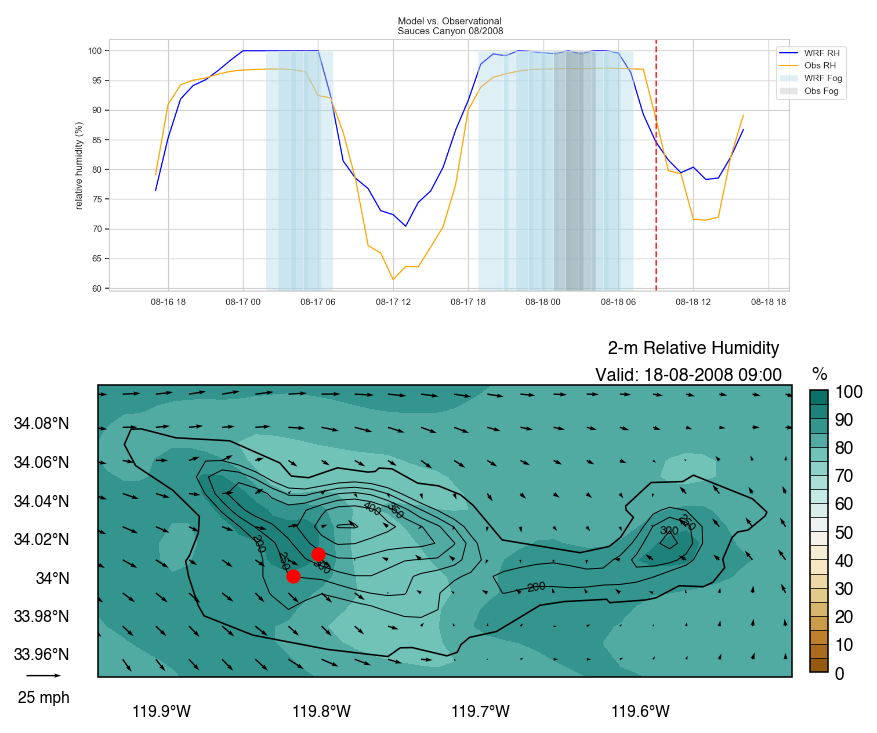 Model vs. Observational
Sauces Canyon 08/2008
relative humidity (%)
100
95
90
85
80
75
70
65
60
08-16 18
08-17 00
08-17 06
08-17 12
08-17 18
08-18 00
08-18 06
08-18 12
08-18 18
WRF RH
Obs RH
WRF Fog
Obs Fog
2-m Relative Humidity
Valid: 18-08-2008 09:00
%
34.08°N
34.06°N
34.04°N
34.02°N
34°N
33.98°N
33.96°N
25 mph
119.9°W
119.8°W
119.7°W
119.6°W
400
200
300
200
100
90
80
70
60
50
40
30
20
10
0